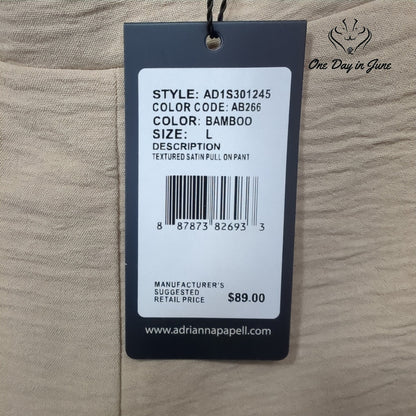 One Day in June
STYLE: AD1S301245
COLOR CODE: AB266
COLOR: BAMBOO
SIZE: L
DESCRIPTION
TEXTURED SATIN PULL ON PANT
8 87873 82693 3
MANUFACTURER'S
SUGGESTED
RETAIL PRICE $89.00
www.adriannapapell.com